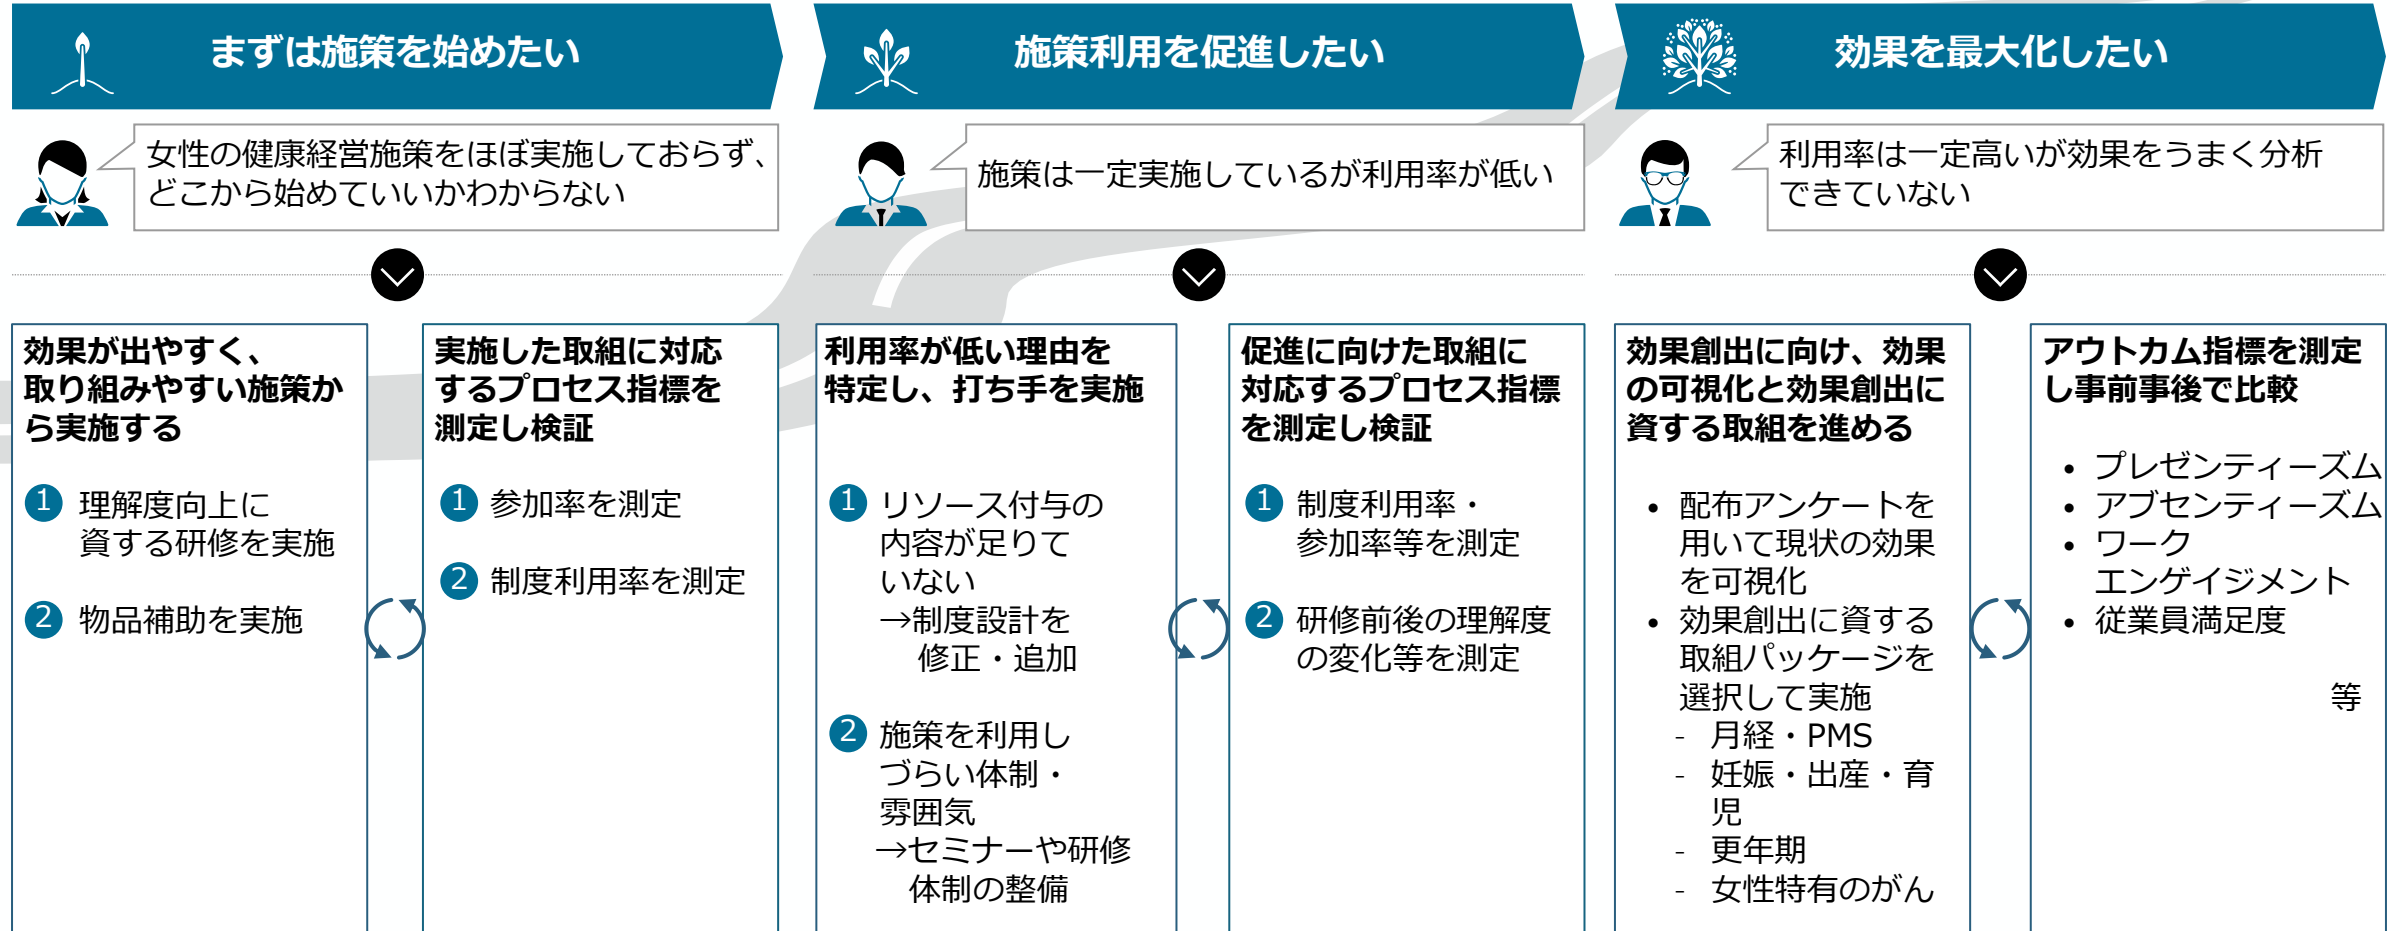 まずは施策を始めたい
女性の健康経営施策をほぼ実施しておらず、
どこから始めていいかわからない
効果が出やすく、
取り組みやすい施策か
ら実施する
1 理解度向上に
資する研修を実施
2 物品補助を実施
実施した取組に対応
するプロセス指標を
測定し検証
1 参加率を測定
2 制度利用率を測定
施策利用を促進したい
施策は一定実施しているが利用率が低い
利用率が低い理由を
特定し、打ち手を実施
1 リソース付与の
内容が足りて
いない
→制度設計を
修正・追加
2 施策を利用し
づらい体制・
雰囲気
→セミナーや研修
体制の整備
促進に向けた取組に
対応するプロセス指標
を測定し検証
1 制度利用率・
参加率等を測定
2 研修前後の理解度
の変化等を測定
効果を最大化したい
利用率は一定高いが効果をうまく分析
できていない
効果創出に向け、効果
の可視化と効果創出に
資する取組を進める
• 配布アンケートを
用いて現状の効果
を可視化
• 効果創出に資する
取組パッケージを
選択して実施
- 月経・PMS
- 妊娠・出産・育
児
- 更年期
- 女性特有のがん
アウトカム指標を測定
し事前事後で比較
• プレゼンティーズム
• アブセンティーズム
• ワーク
エンゲイジメント
• 従業員満足度
等